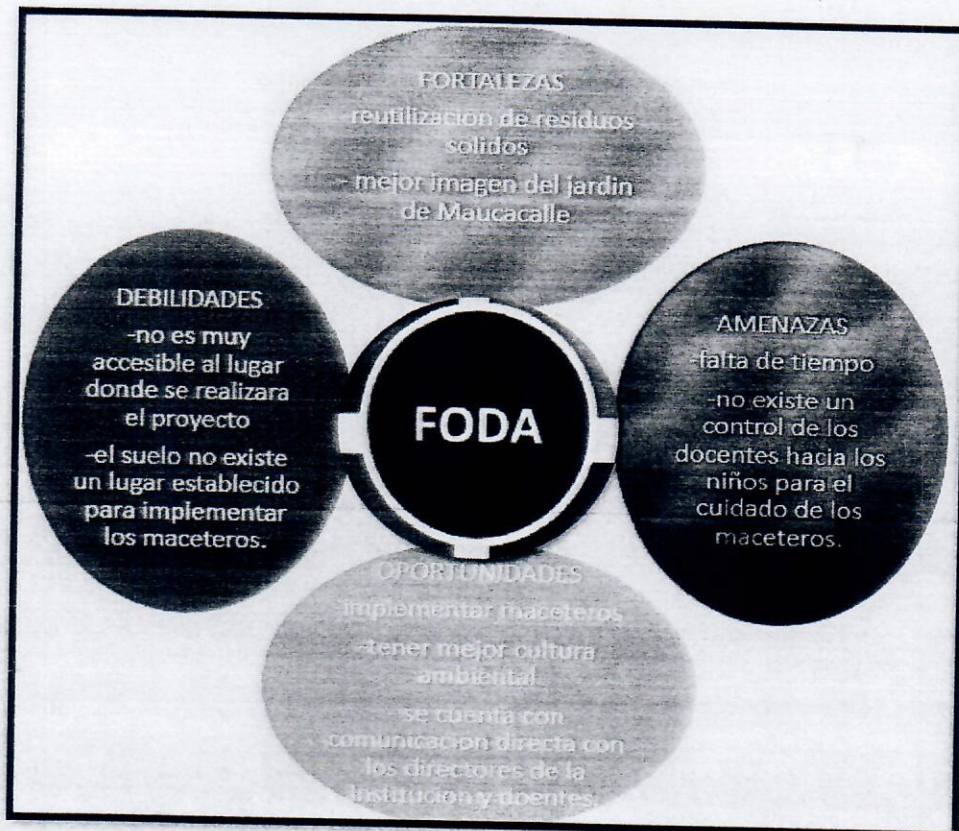 FORTALEZAS
-reutilización de residuos
solidos
- mejor imagen del jardin
de Maucacalle
DEBILIDADES
-no es muy
accesible al lugar
donde se realizara
el proyecto
-el suelo no existe
un lugar establecido
para implementar
los maceteros.
FODA
AMENAZAS
-falta de tiempo
-no existe un
control de los
docentes hacia los
niños para el
cuidado de los
maceteros.
OPORTUNIDADES
implementar maceteros
-tener mejor cultura
ambiental
-se cuenta con
comunicacion directa con
los directores de la
institucion y doentes.